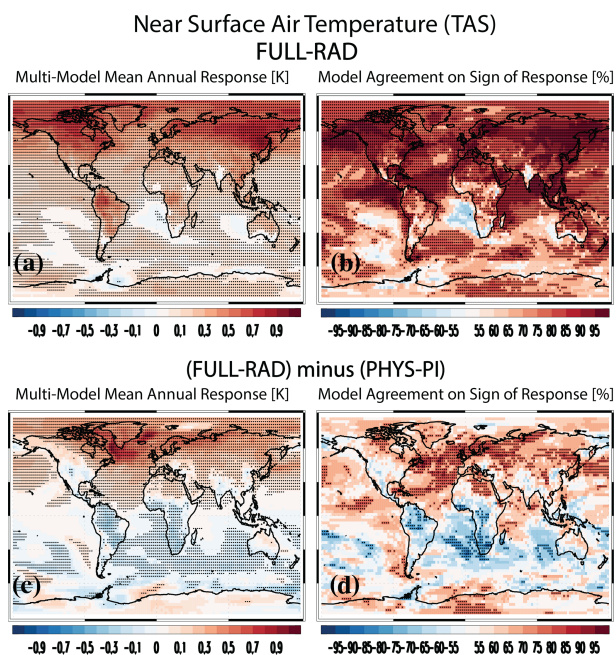 Near Surface Air Temperature (TAS)
FULL-RAD
Multi-Model Mean Annual Response [K] Model Agreement on Sign of Response [%]
(a) (b)
-0.9 -0.7 -0.5 -0.3 -0.1 0 0.1 0.3 0.5 0.7 0.9 -95-90-85-80-75-70-65-60-55 55 60 65 70 75 80 85 90 95
(FULL-RAD) minus (PHYS-PI)
Multi-Model Mean Annual Response [K] Model Agreement on Sign of Response [%]
(c) (d)
-0.9 -0.7 -0.5 -0.3 -0.1 0 0.1 0.3 0.5 0.7 0.9 -95-90-85-80-75-70-65-60-55 55 60 65 70 75 80 85 90 95